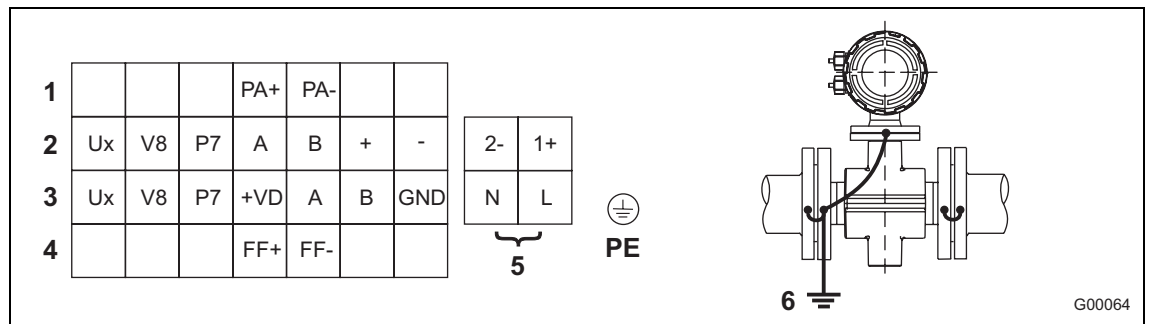 1 PA+ PA-
2 Ux V8 P7 A B + - 2- 1+
3 Ux V8 P7 +VD A B GND N L
4 FF+ FF-
5
PE
6
G00064